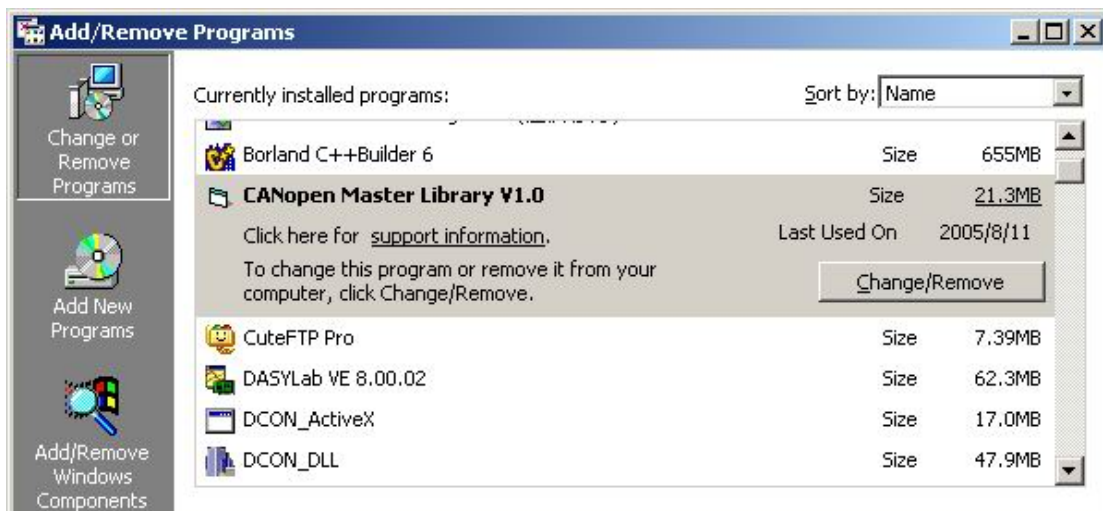 Add/Remove Programs
Change or
Remove
Programs
Add New
Programs
Add/Remove
Windows
Components
Currently installed programs:
Sort by: Name
Borland C++Builder 6 Size 655MB
CANopen Master Library V1.0 Size 21.3MB
Click here for support information. Last Used On 2005/8/11
To change this program or remove it from your
computer, click Change/Remove.
Change/Remove
CuteFTP Pro Size 7.39MB
DASYLab VE 8.00.02 Size 62.3MB
DCON_ActiveX Size 17.0MB
DCON_DLL Size 47.9MB